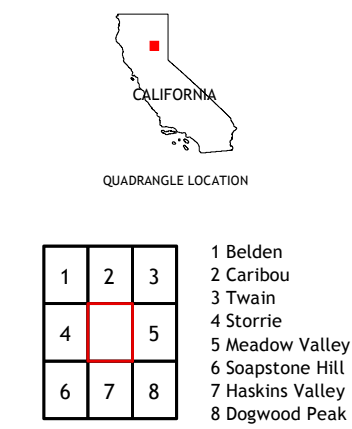 CALIFORNIA
QUADRANGLE LOCATION
1 2 3
4 5
6 7 8
1 Belden
2 Caribou
3 Twain
4 Storrie
5 Meadow Valley
6 Soapstone Hill
7 Haskins Valley
8 Dogwood Peak